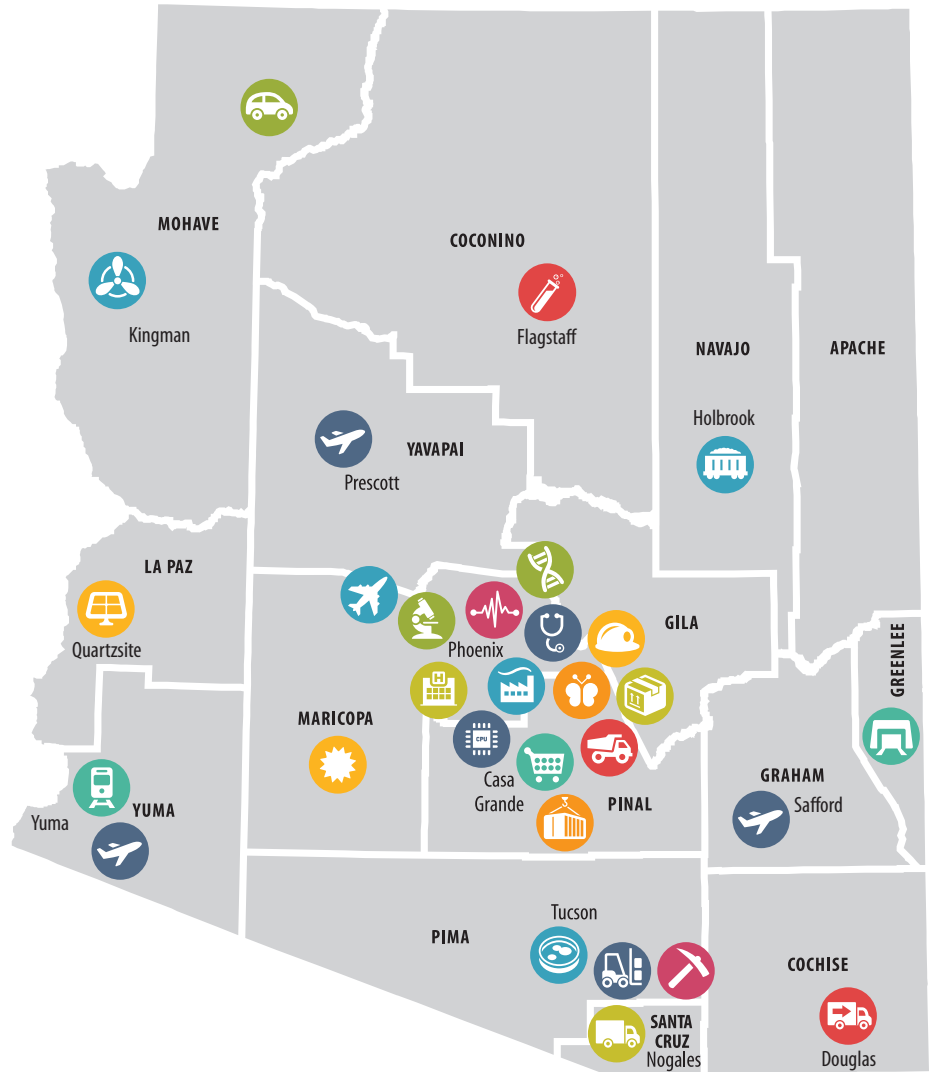 MOHAVE
COCONINO
Kingman
Flagstaff
NAVAJO
APACHE
Holbrook
YAVAPAI
Prescott
LA PAZ
Quartzsite
Phoenix
GILA
H
GREENLEE
MARICOPA
CPU
Casa
Grande
PINAL
GRAHAM
Safford
Yuma
YUMA
Tucson
PIMA
COCHISE
SANTA
CRUZ
Nogales
Douglas